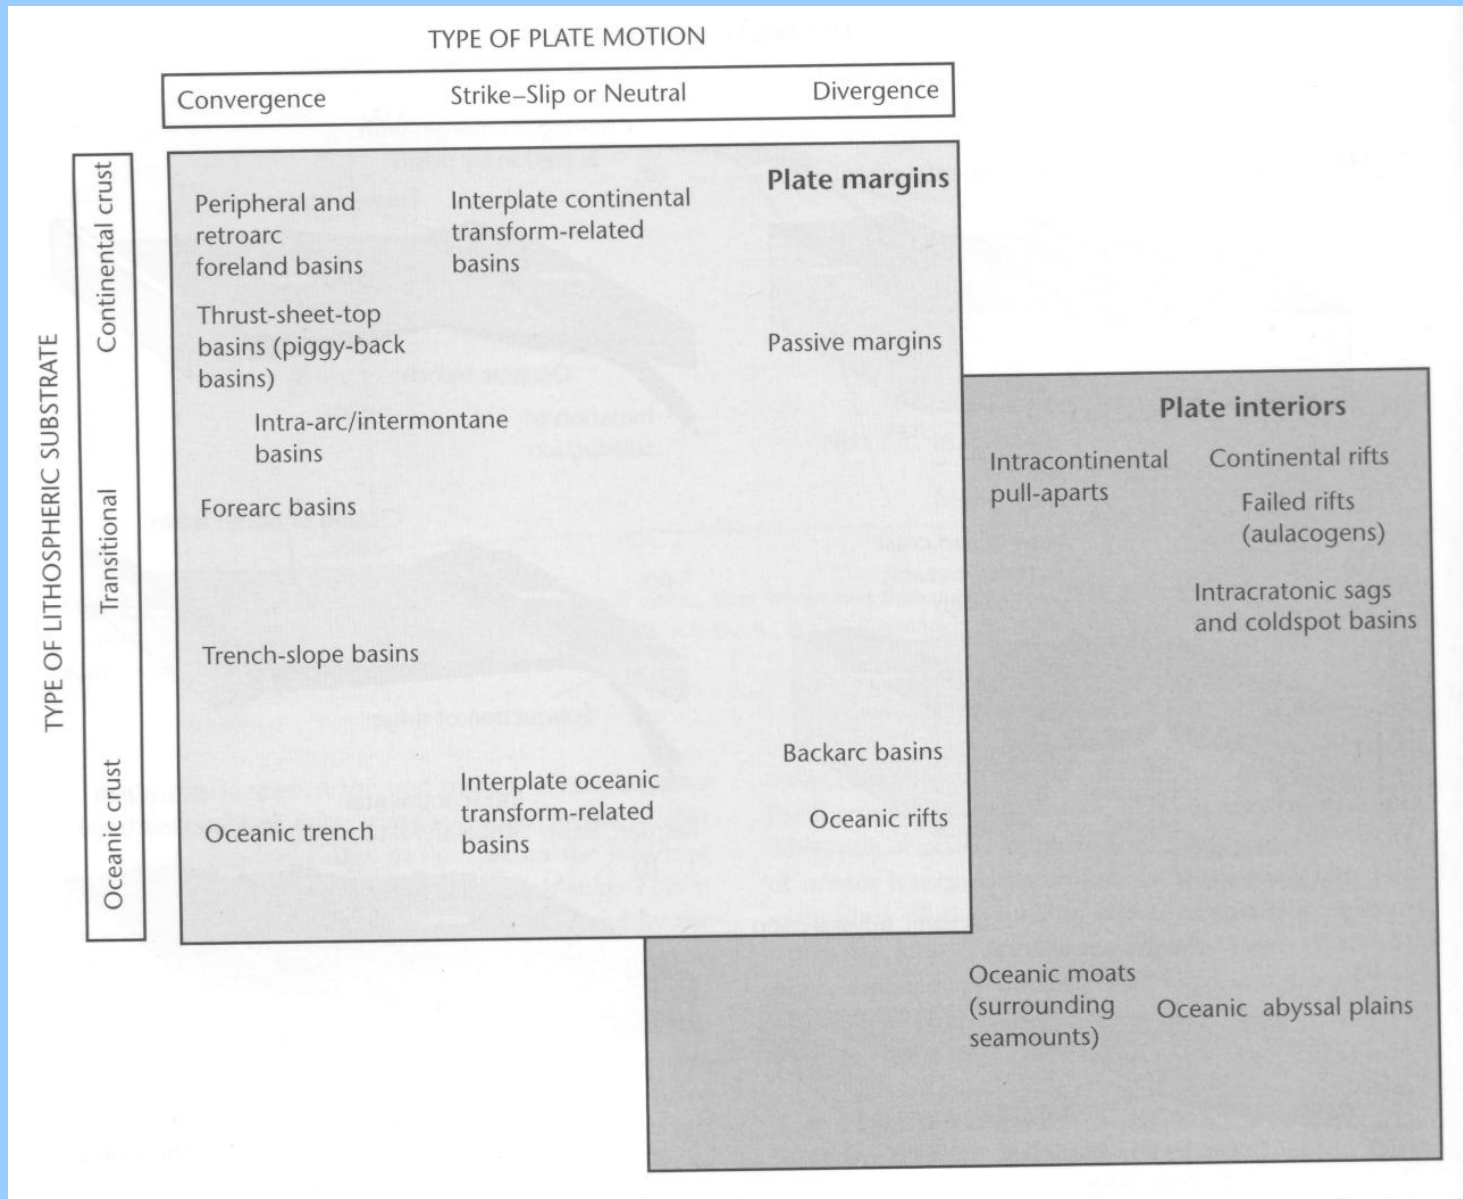 TYPE OF PLATE MOTION
Convergence
Strike–Slip or Neutral
Divergence
TYPE OF LITHOSPHERIC SUBSTRATE
Continental crust
Transitional
Oceanic crust
Plate margins
Peripheral and
retroarc
foreland basins
Interplate continental
transform-related
basins
Thrust-sheet-top
basins (piggy-back
basins)
Passive margins
Intra-arc/intermontane
basins
Forearc basins
Trench-slope basins
Backarc basins
Interplate oceanic
transform-related
basins
Oceanic trench
Oceanic rifts
Plate interiors
Intracontinental
pull-aparts
Continental rifts
Failed rifts
(aulacogens)
Intracratonic sags
and coldspot basins
Oceanic moats
(surrounding
seamounts)
Oceanic abyssal plains